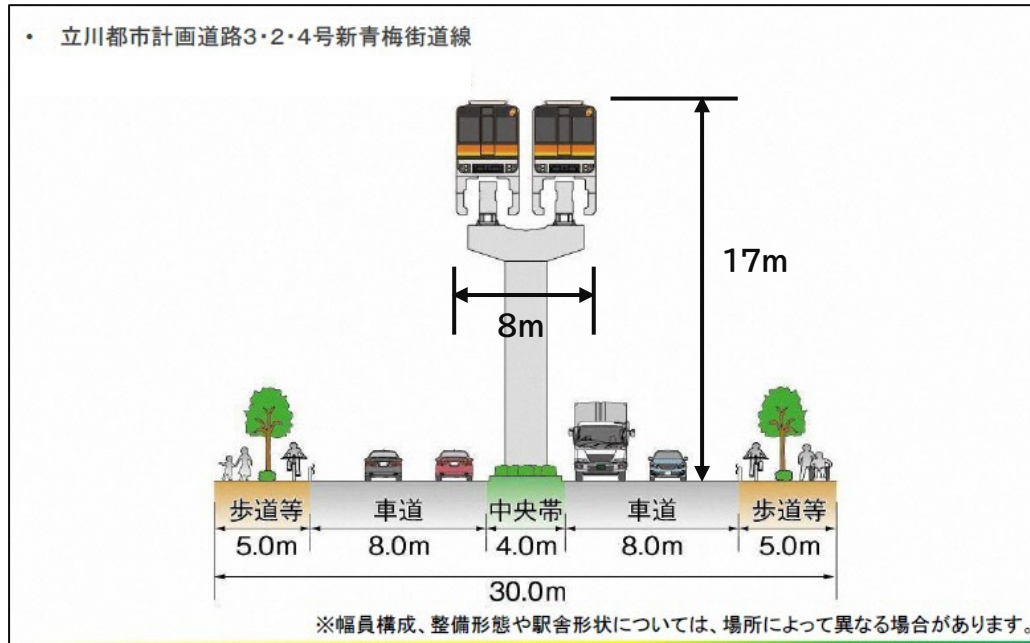 ・ 立川都市計画道路3・2・4号新青梅街道線
17m
8m
歩道等 車道 中央帯 車道 歩道等
5.0m 8.0m 4.0m 8.0m 5.0m
30.0m
※幅員構成、整備形態や駅舎形状については、場所によって異なる場合があります。